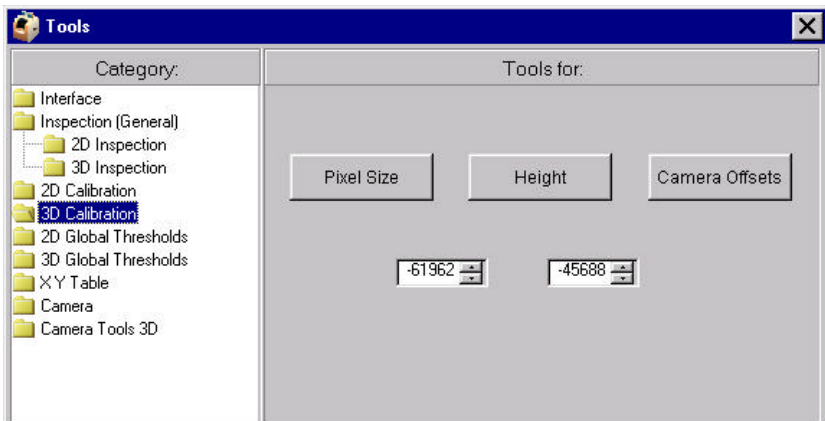 Tools
Category:
Tools for:
Interface
Inspection (General)
2D Inspection
3D Inspection
2D Calibration
3D Calibration
2D Global Thresholds
3D Global Thresholds
X Y Table
Camera
Camera Tools 3D
Pixel Size
Height
Camera Offsets
-61962
-45688